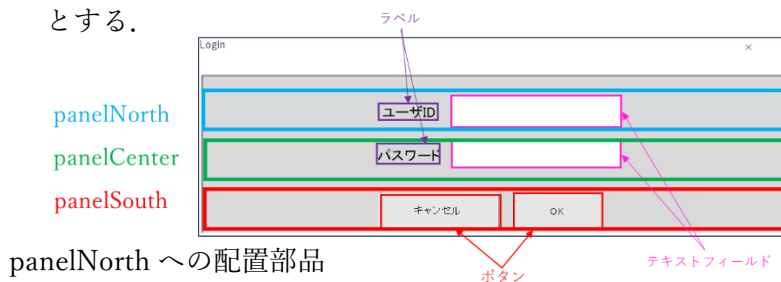 とする.
ラベル
Login
×
panelNorth
ユーザID
panelCenter
パスワード
panelSouth
キャンセル
OK
panelNorth への配置部品
ボタン
テキストフィールド